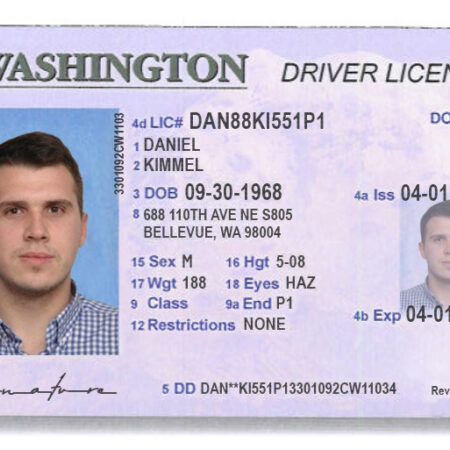 WASHINGTON
DRIVER LICEN
DO
3301092CW1103
4d LIC# DAN88KI551P1
1 DANIEL
2 KIMMEL
3 DOB 09-30-1968
4a Iss 04-01
8 688 110TH AVE NE S805
BELLEVUE, WA 98004
15 Sex M 16 Hgt 5-08
17 Wgt 188 18 Eyes HAZ
9 Class 9a End P1
12 Restrictions NONE
4b Exp 04-01
nature
5 DD DAN**KI551P13301092CW11034
Rev